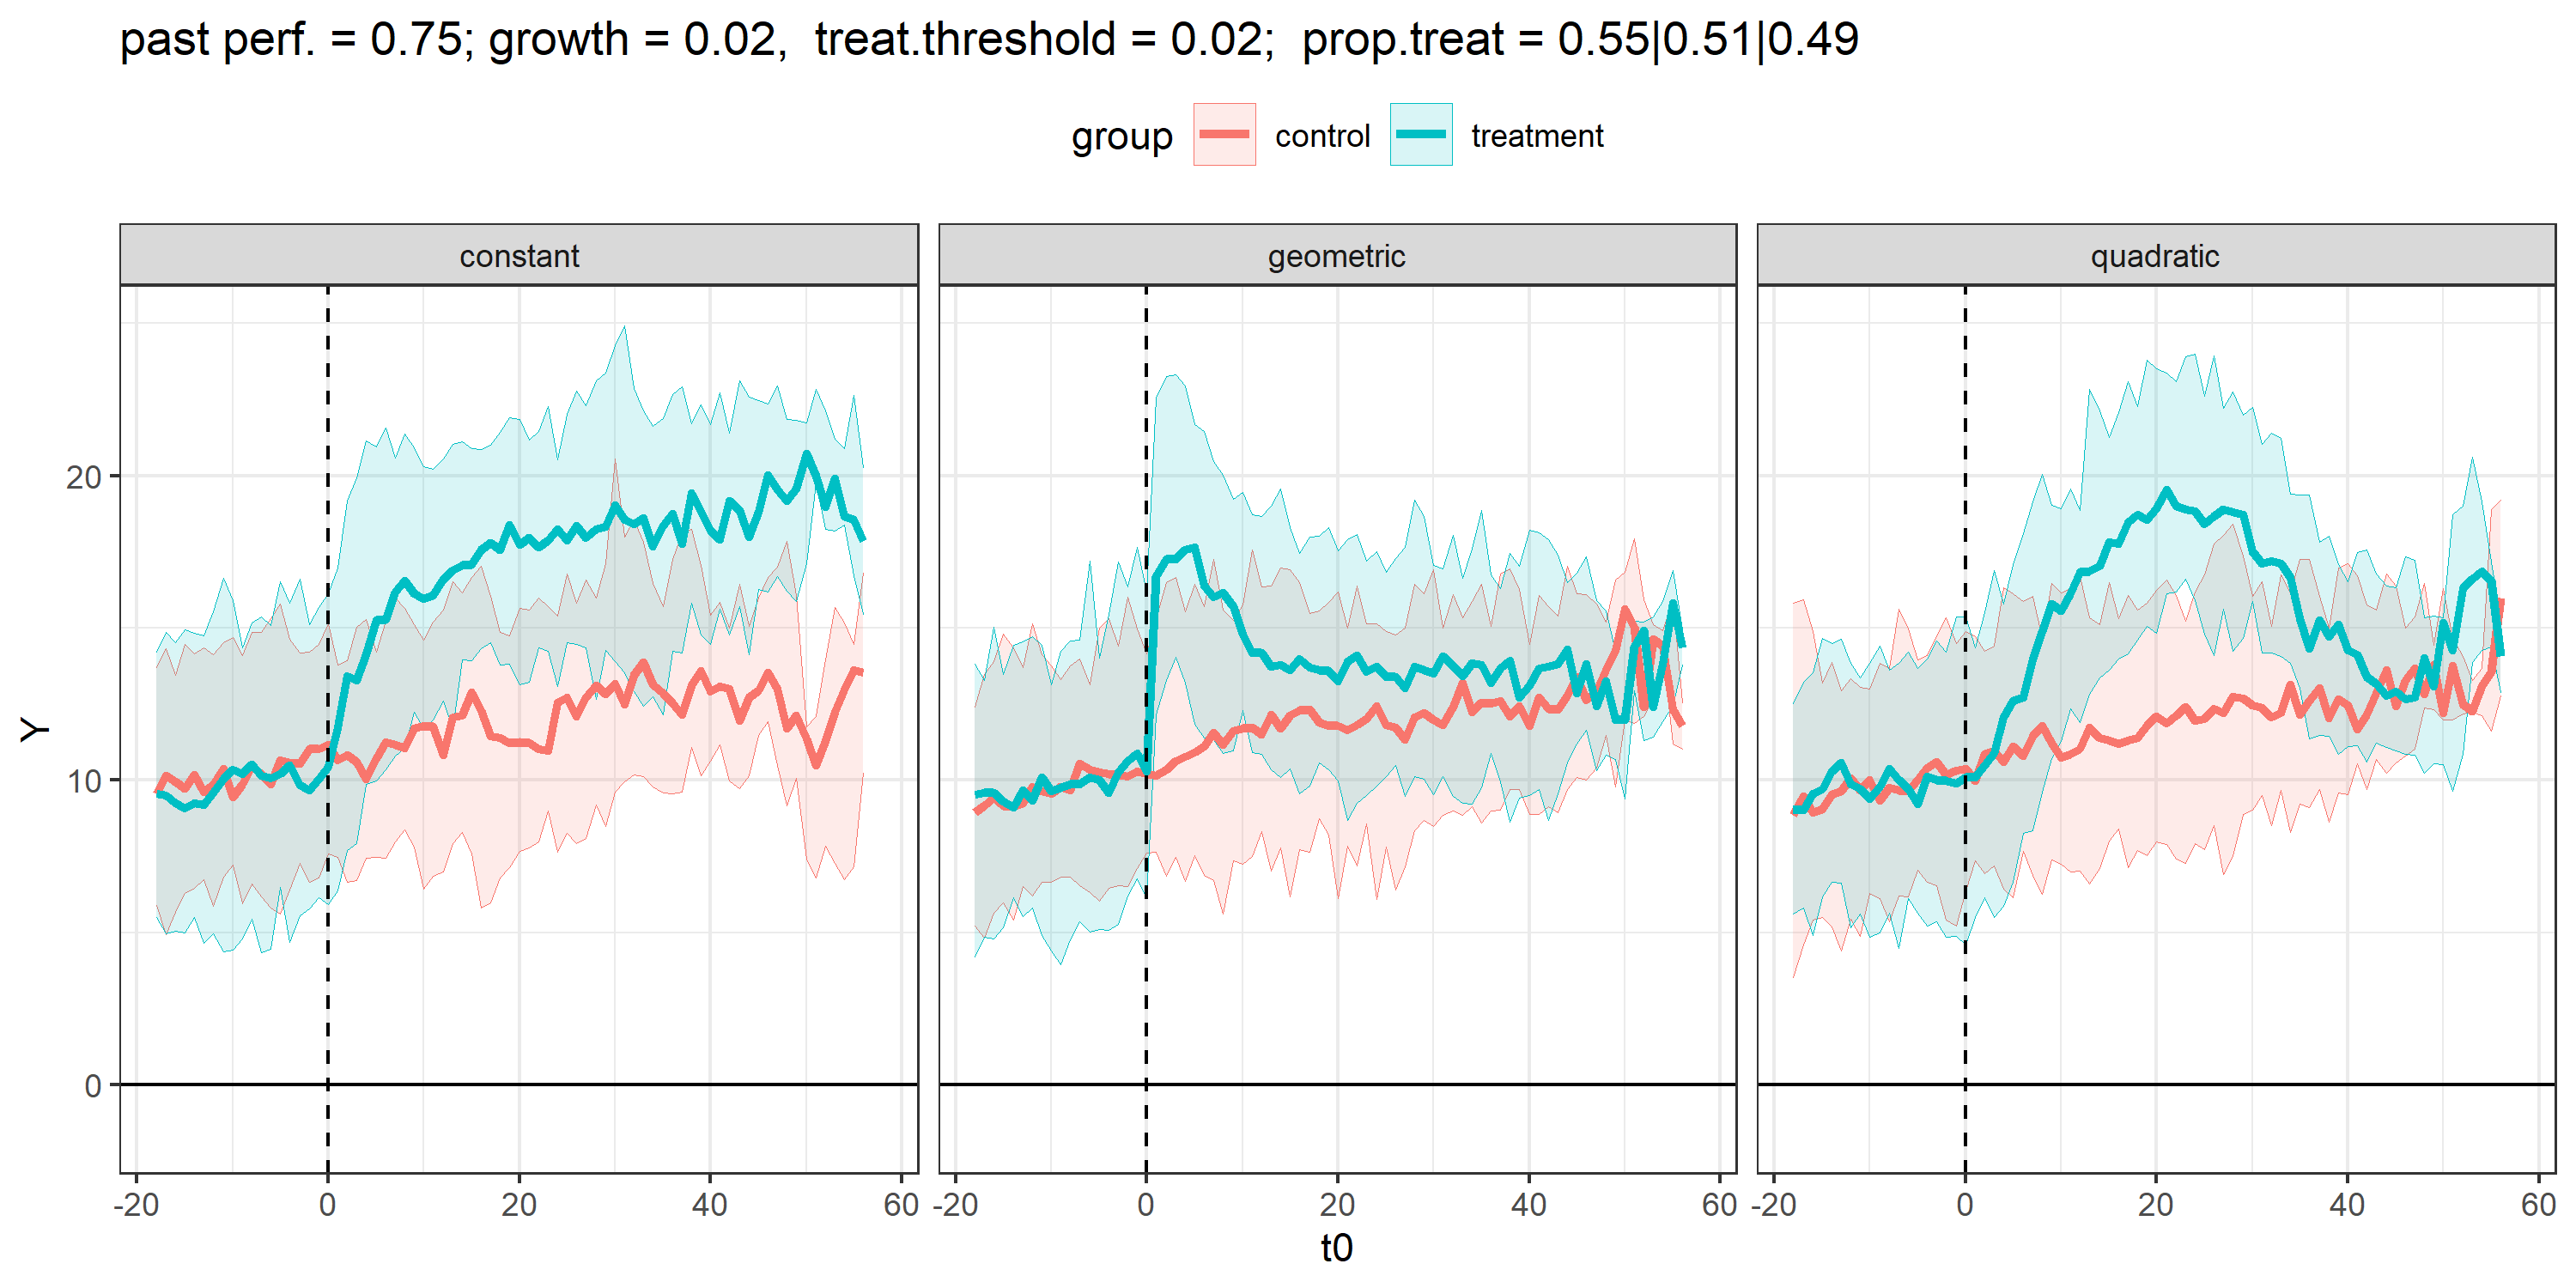 past perf. = 0.75; growth = 0.02,  treat.threshold = 0.02;  prop.treat = 0.55|0.51|0.49
group control treatment
constant geometric quadratic
20
10
0
Y
-20 0 20 40 60 -20 0 20 40 60 -20 0 20 40 60
t0